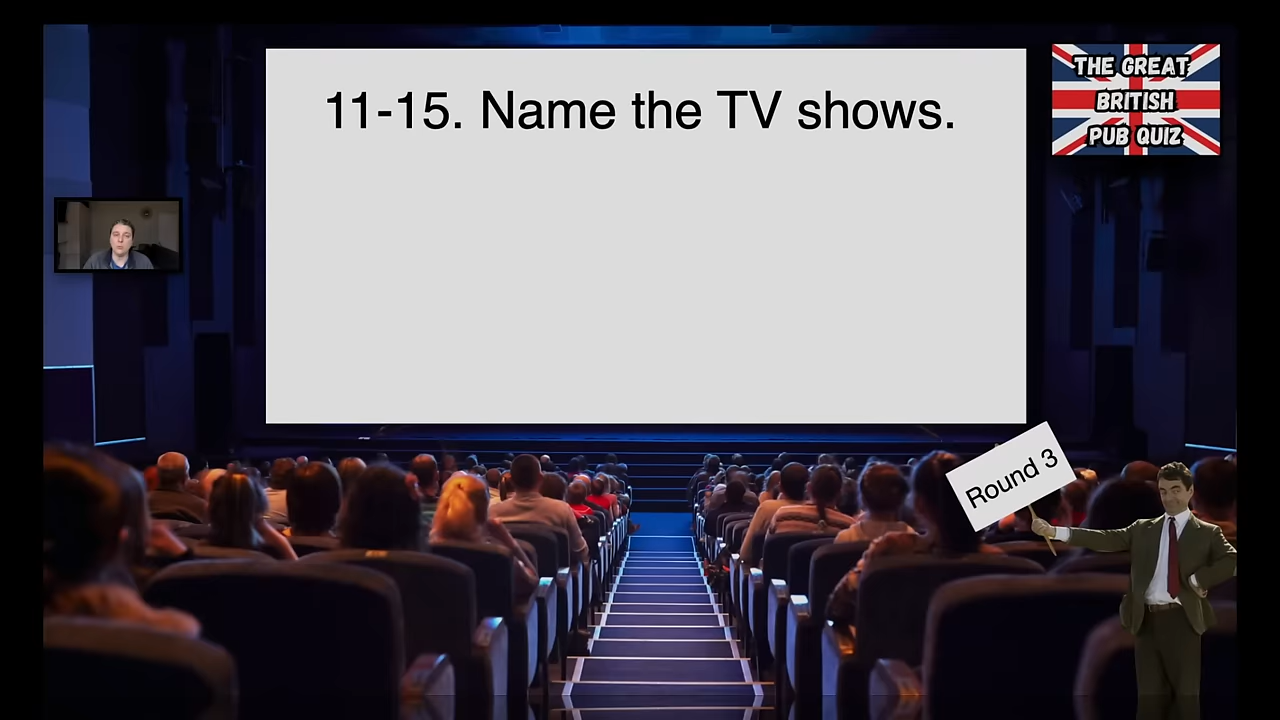 11-15. Name the TV shows.
THE GREAT
BRITISH
PUB QUIZ
Round 3